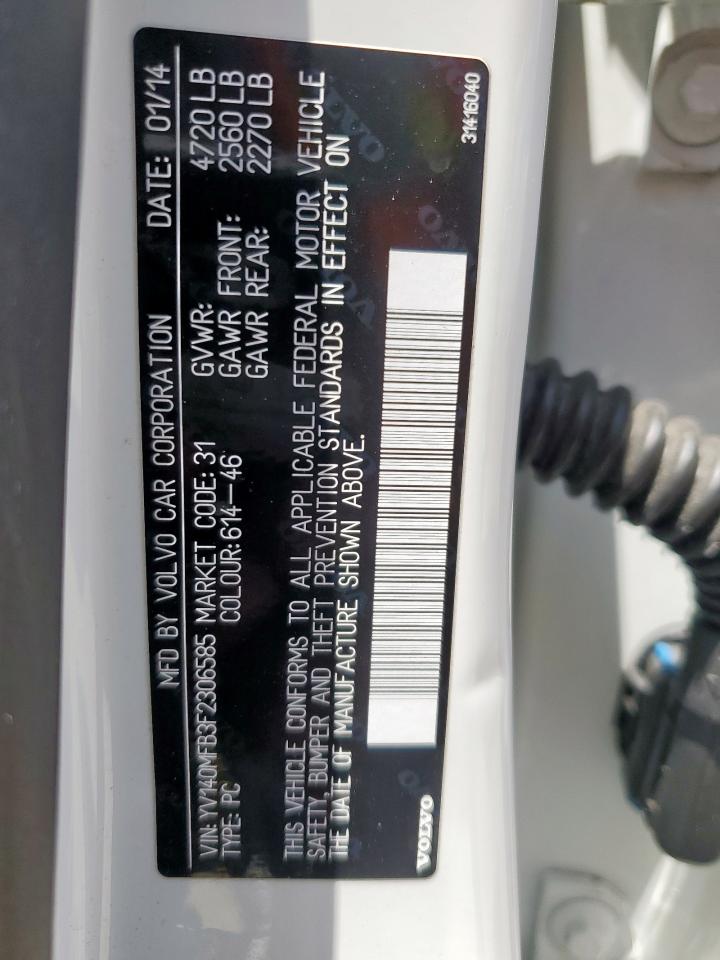 MFD BY VOLVO CAR CORPORATION DATE: 01/14
VIN: YV140MFB3F2306585 MARKET CODE: 31 GVWR: 4720 LB
TYPE: PC COLOUR: 614-46 GAWR FRONT: 2560 LB
GAWR REAR: 2270 LB
THIS VEHICLE CONFORMS TO ALL APPLICABLE FEDERAL MOTOR VEHICLE
SAFETY, BUMPER AND THEFT PREVENTION STANDARDS IN EFFECT ON
THE DATE OF MANUFACTURE SHOWN ABOVE.
VOLVO 31416040